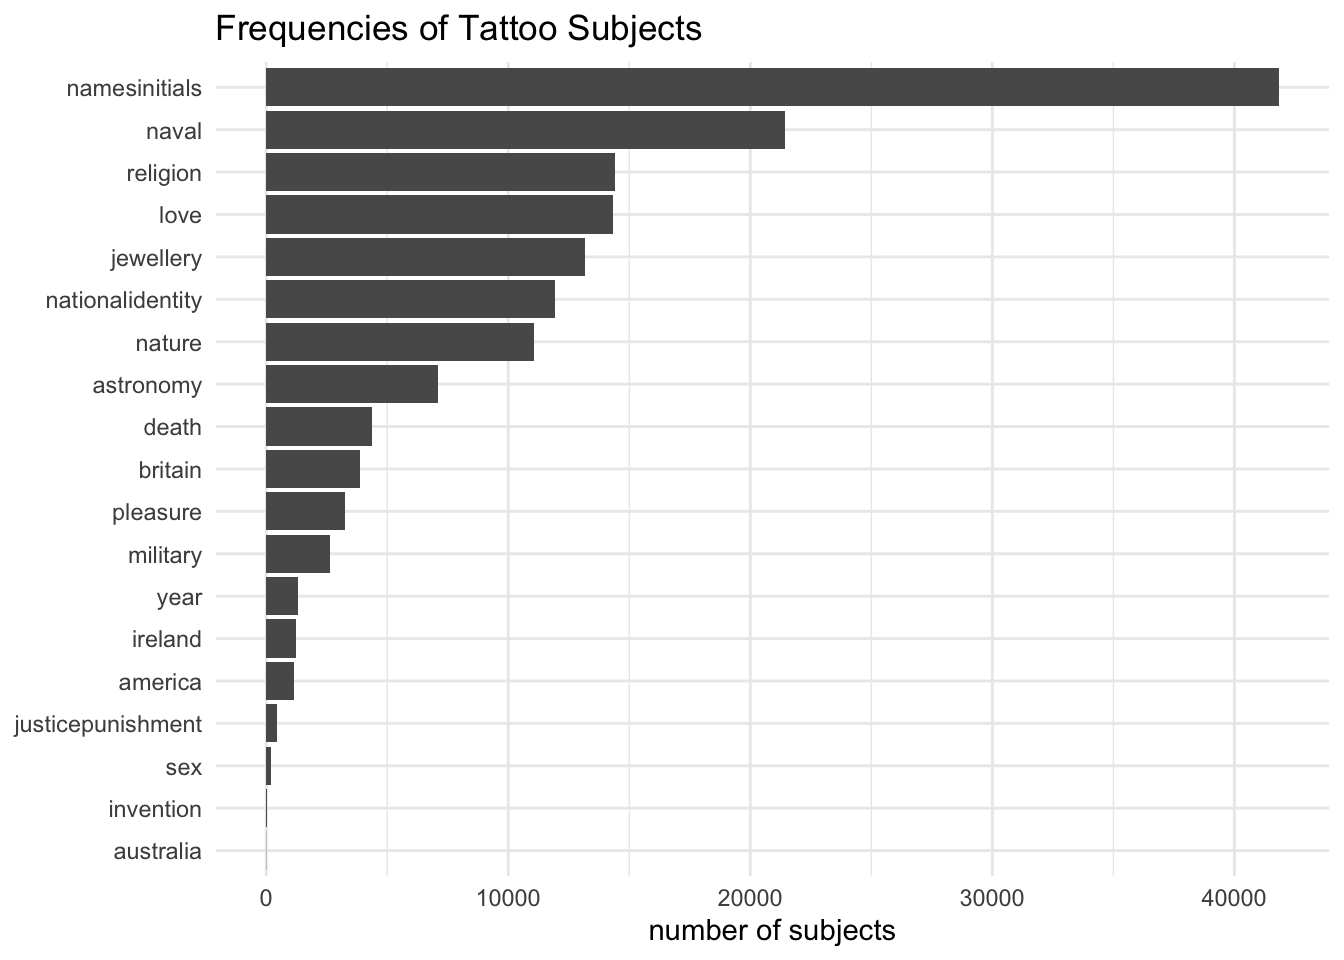 Frequencies of Tattoo Subjects
namesinitials
naval
religion
love
jewellery
nationalidentity
nature
astronomy
death
britain
pleasure
military
year
ireland
america
justicepunishment
sex
invention
australia
0 10000 20000 30000 40000
number of subjects